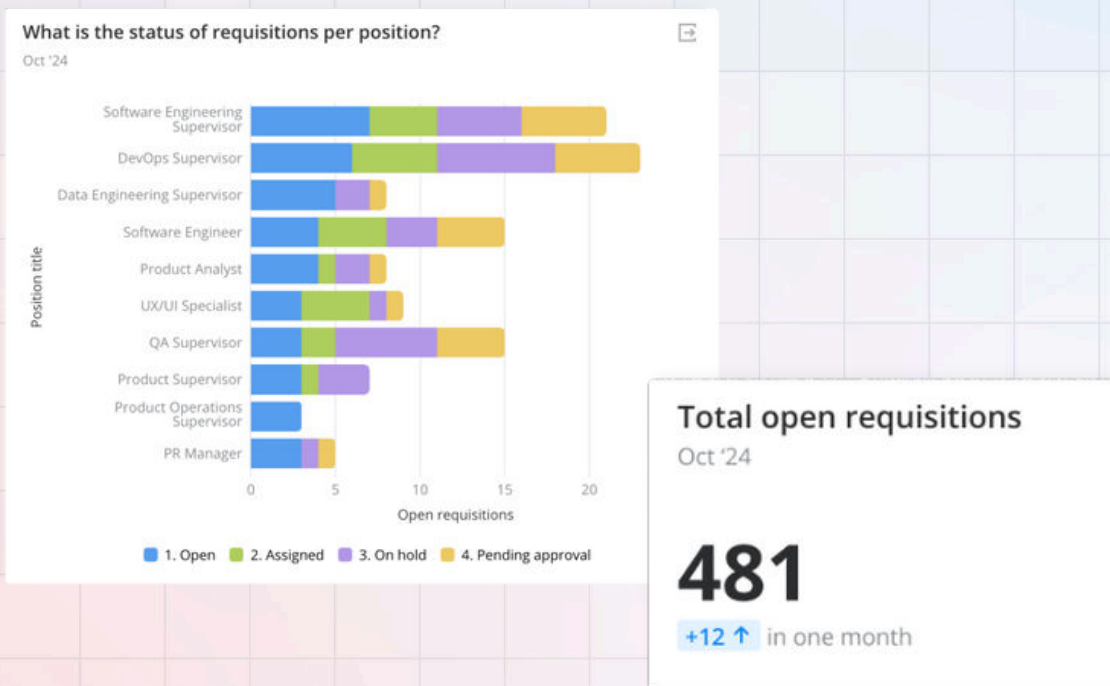 What is the status of requisitions per position?
Oct '24
Position title
Software Engineering
Supervisor
DevOps Supervisor
Data Engineering Supervisor
Software Engineer
Product Analyst
UX/UI Specialist
QA Supervisor
Product Supervisor
Product Operations
Supervisor
PR Manager
0 5 10 15 20
Open requisitions
1. Open 2. Assigned 3. On hold 4. Pending approval
Total open requisitions
Oct ‘24
481
+12 ↑ in one month